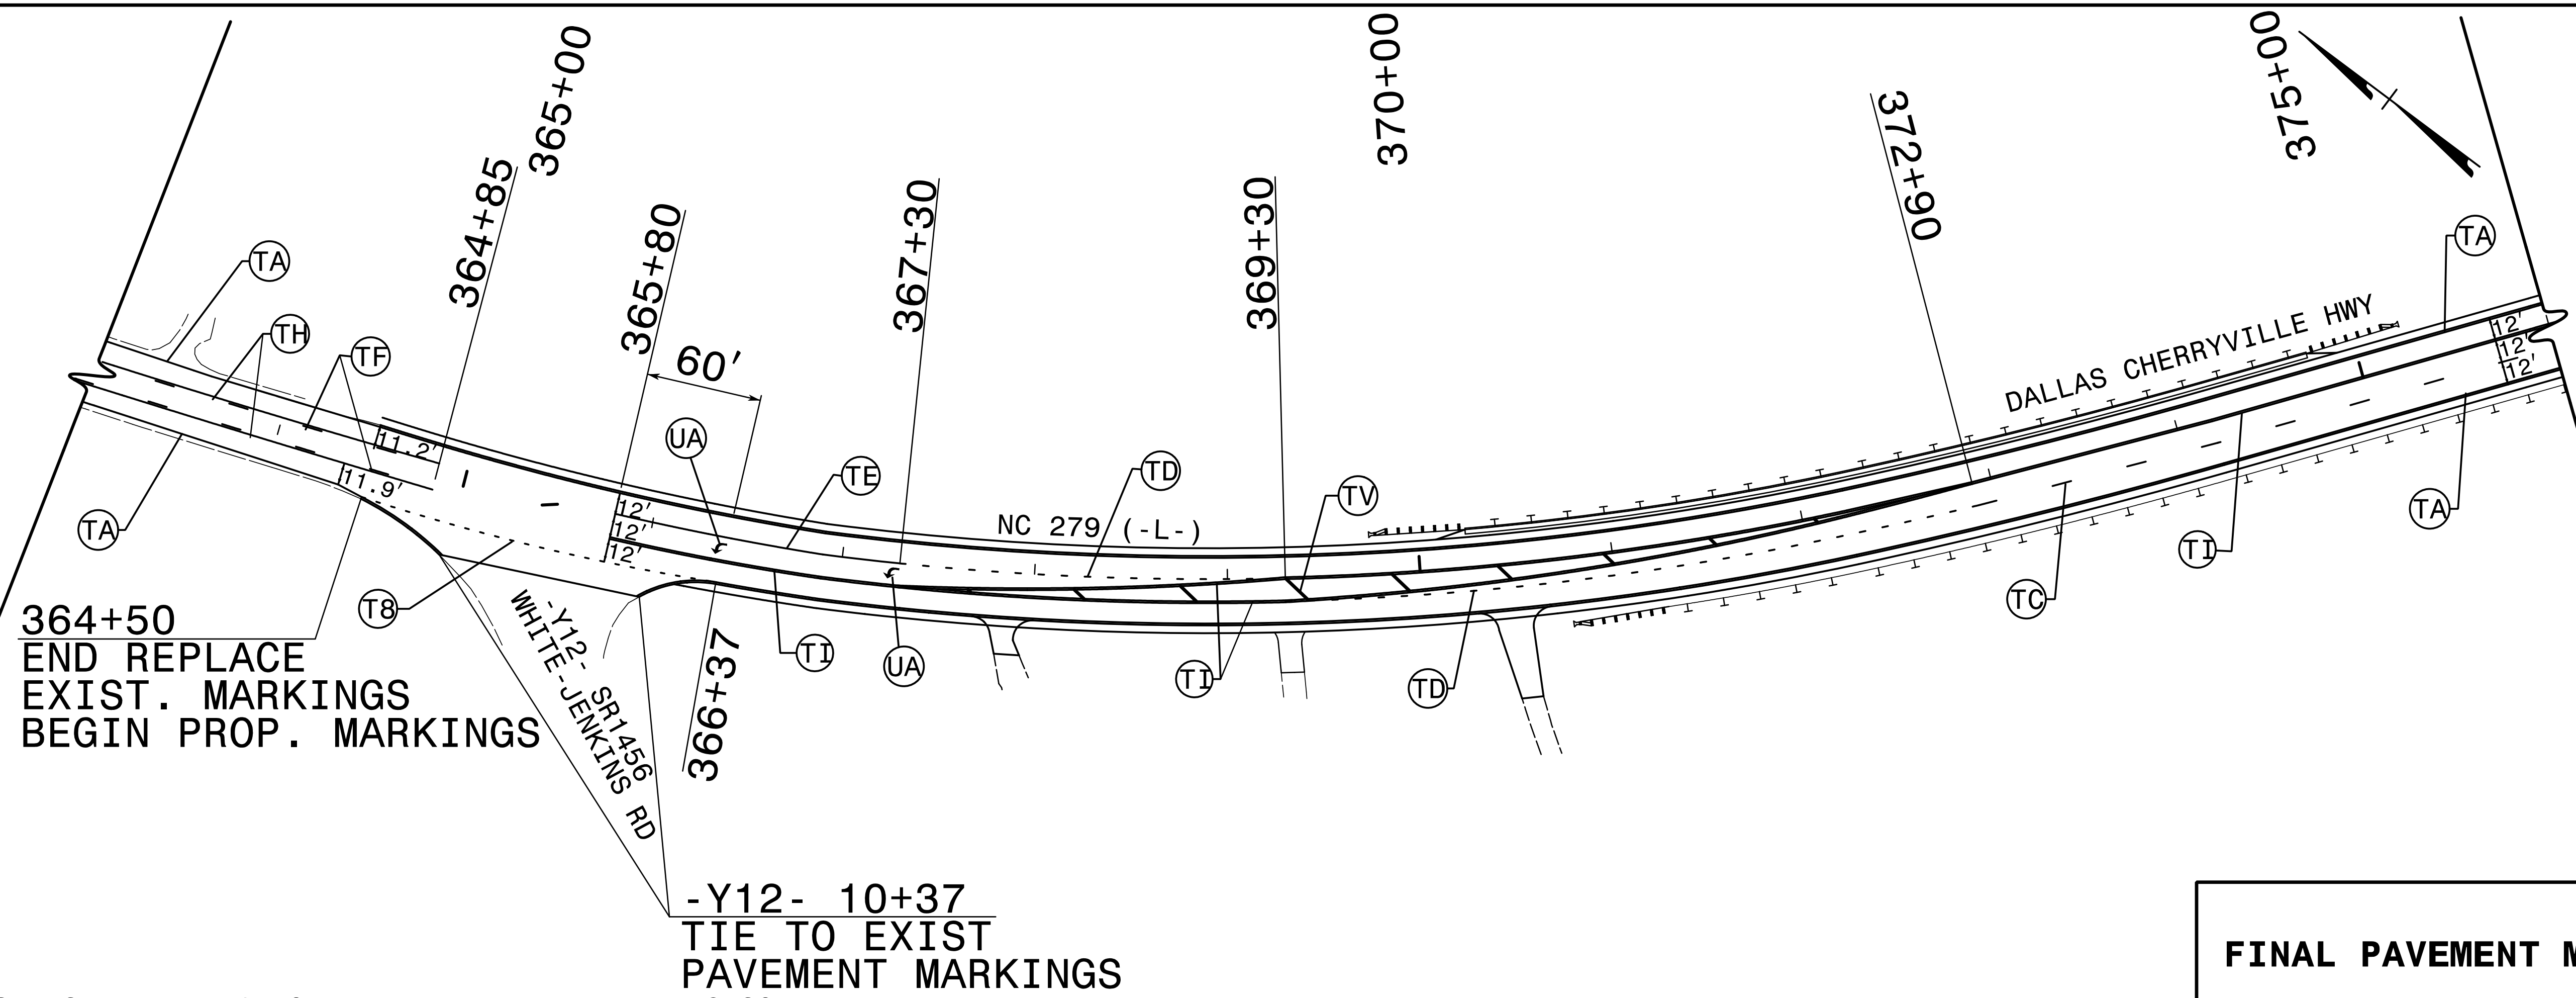 365+00
370+00
375+00
364+85
365+80
367+30
369+30
372+90
60'
TA
TH
TF
UA
TE
TD
TV
TA
DALLAS CHERRYVILLE HWY
NC 279 (-L-)
11.2'
11.9'
12'
12'
12'
12'
12'
12'
TA
T8
TI
UA
TI
TD
TC
TI
TA
366+37
-Y12- SR1456
WHITE-JENKINS RD
364+50
END REPLACE
EXIST. MARKINGS
BEGIN PROP. MARKINGS
-Y12- 10+37
TIE TO EXIST
PAVEMENT MARKINGS
FINAL PAVEMENT